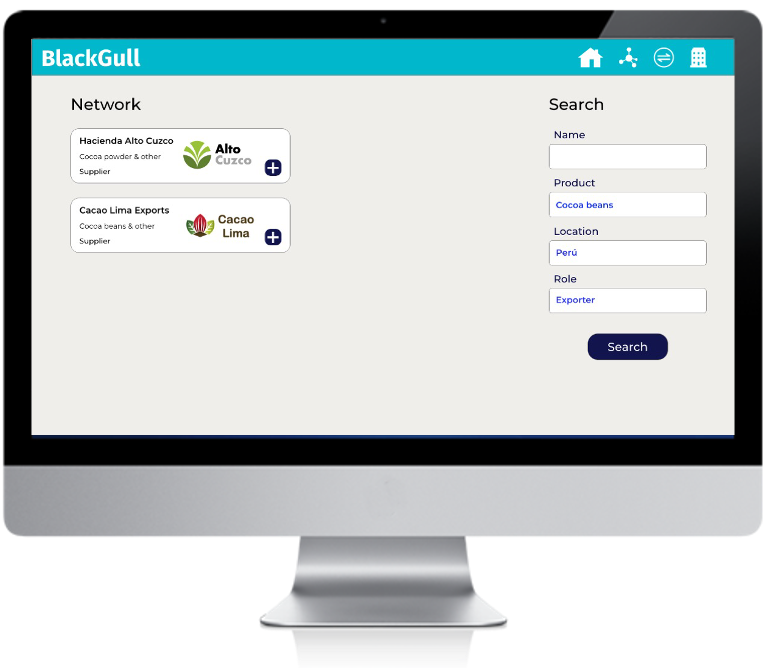 BlackGull
Network
Hacienda Alto Cuzco
Cocoa powder & other
Supplier
Alto
Cuzco
Cacao Lima Exports
Cocoa beans & other
Supplier
Cacao
Lima
Search
Name
Product
Cocoa beans
Location
Perú
Role
Exporter
Search